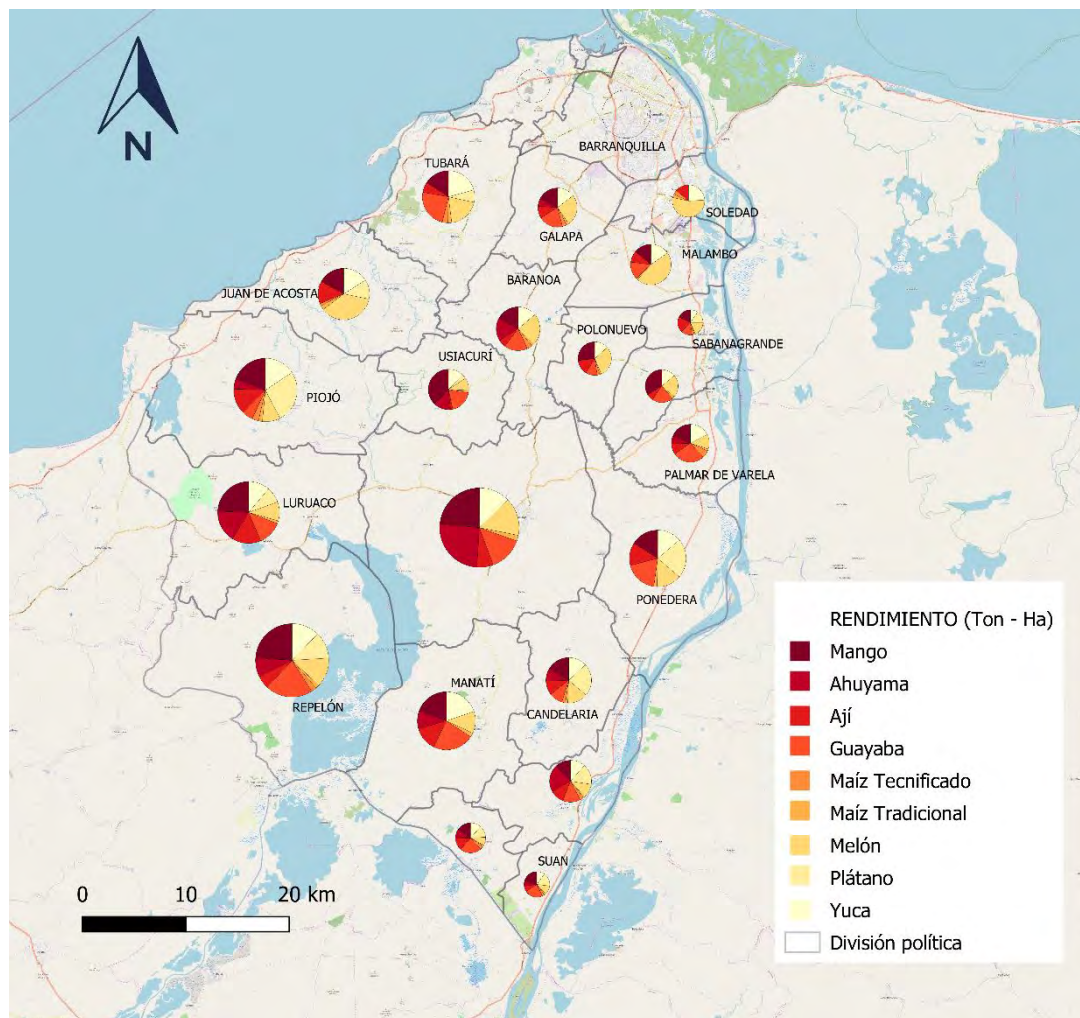 N
BARRANQUILLA
TUBARÁ
SOLEDAD
GALAPA
MALAMBO
BARANOA
JUAN DE ACOSTA
POLONUEVO
SABANAGRANDE
USIACURÍ
PIOJÓ
PALMAR DE VARELA
LURUACO
PONEDERA
MANATÍ
REPELÓN
CANDELARIA
SUAN
0 10 20 km
RENDIMIENTO (Ton - Ha)
Mango
Ahuyama
Ají
Guayaba
Maíz Tecnificado
Maíz Tradicional
Melón
Plátano
Yuca
División política